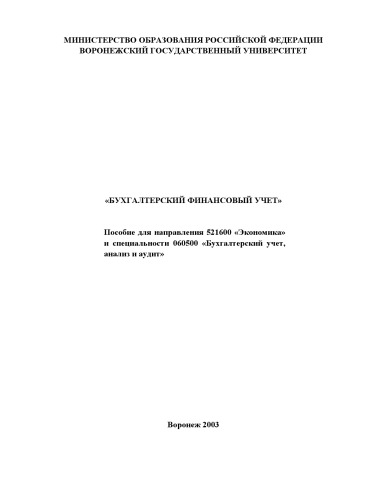 МИНИСТЕРСТВО ОБРАЗОВАНИЯ РОССИЙСКОЙ ФЕДЕРАЦИИ
ВОРОНЕЖСКИЙ ГОСУДАРСТВЕННЫЙ УНИВЕРСИТЕТ
«БУХГАЛТЕРСКИЙ ФИНАНСОВЫЙ УЧЕТ»
Пособие для направления 521600 «Экономика»
и специальности 060500 «Бухгалтерский учет,
анализ и аудит»
Воронеж 2003